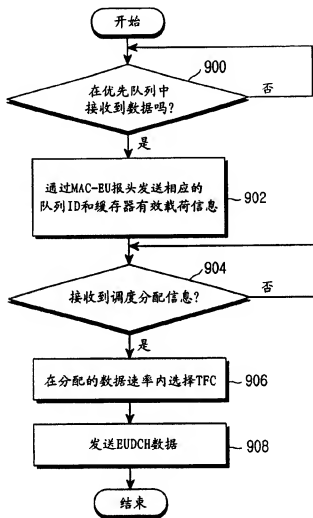 开始
900
在优先队列中
接收到数据吗?
否
是
通过MAC-EU报头发送相应的
队列ID和缓存器有效载荷信息
902
904
接收到调度分配信息?
否
是
在分配的数据速率内选择TFC
906
发送EUDCH数据
908
结束